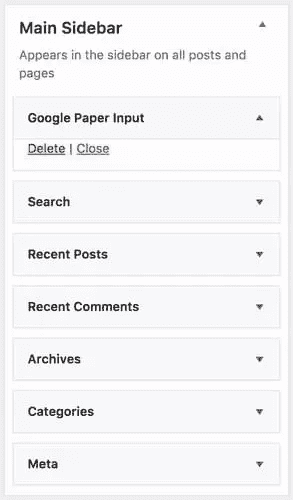 Main Sidebar
Appears in the sidebar on all posts and
pages
Google Paper Input
Delete | Close
Search
Recent Posts
Recent Comments
Archives
Categories
Meta